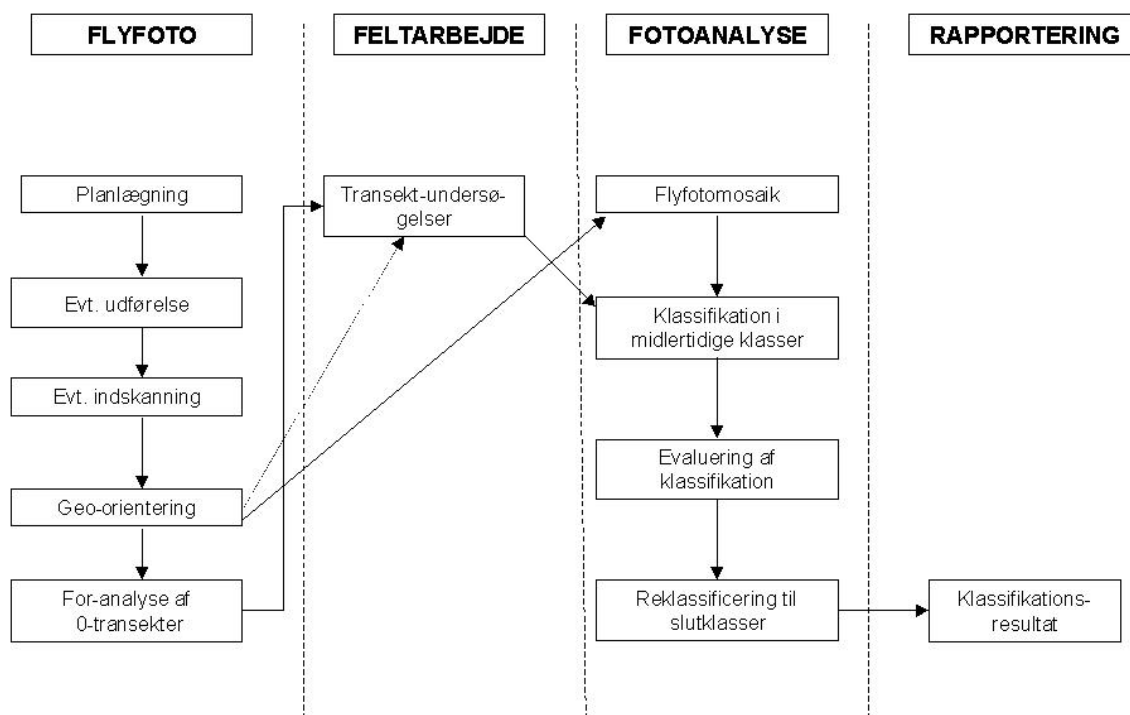 FLYFOTO
FELTARBEJDE
FOTOANALYSE
RAPPORTERING
Planlægning
Evt. udførelse
Evt. indskanning
Geo-orientering
For-analyse af
0-transekter
Transekt-undersø-
gelser
Flyfotomosaik
Klassifikation i
midlertidige klasser
Evaluering af
klassifikation
Reklassificering til
slutklasser
Klassifikations-
resultat